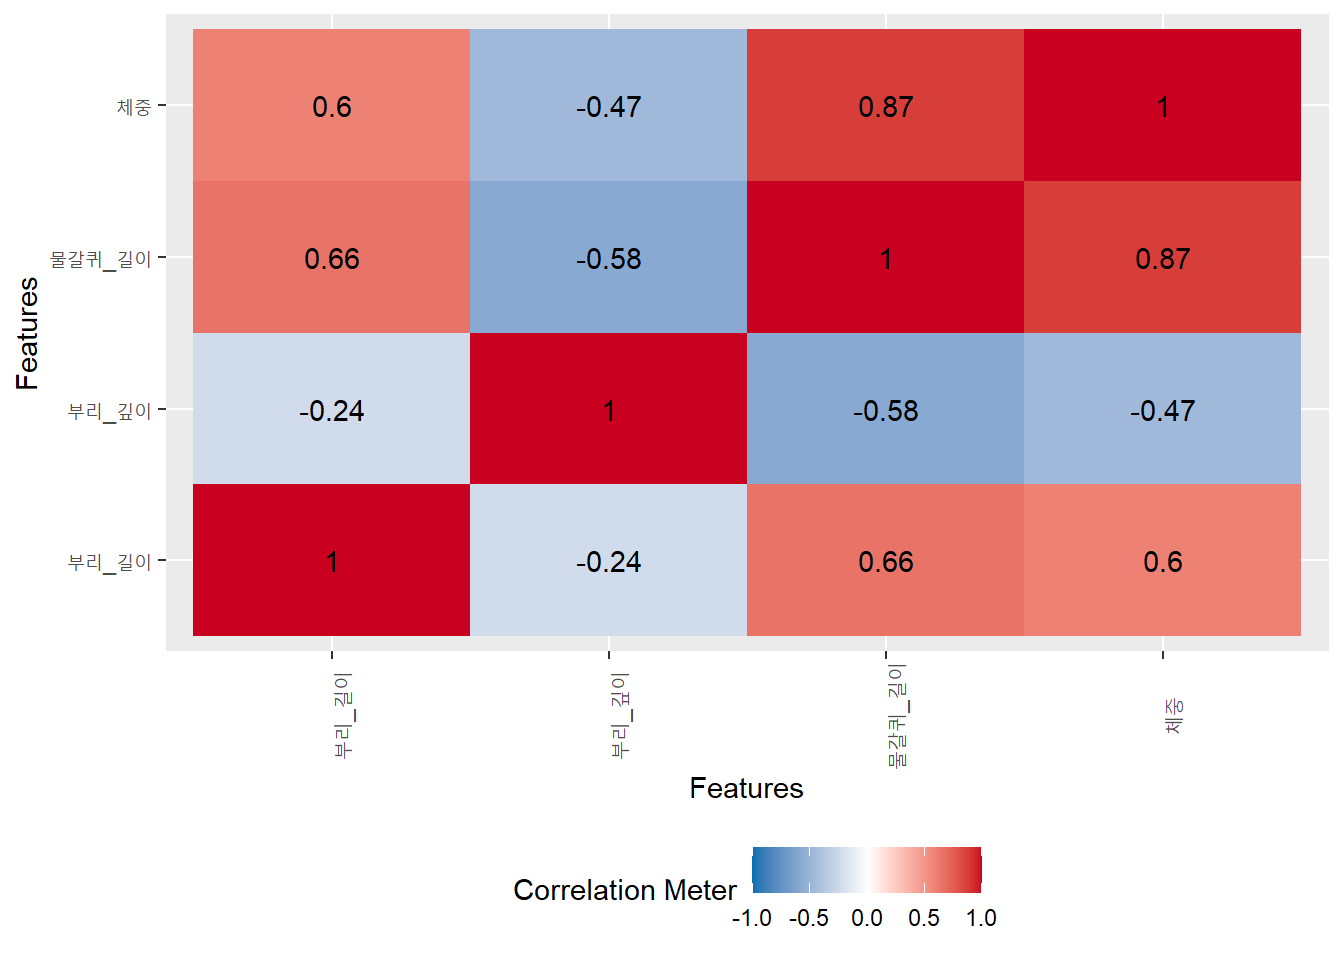 체중 0.6 -0.47 0.87 1
물갈퀴_길이 0.66 -0.58 1 0.87
부리_깊이 -0.24 1 -0.58 -0.47
부리_길이 1 -0.24 0.66 0.6
Features
부리_길이 부리_깊이 물갈퀴_길이 체중
Features
Correlation Meter
-1.0 -0.5 0.0 0.5 1.0